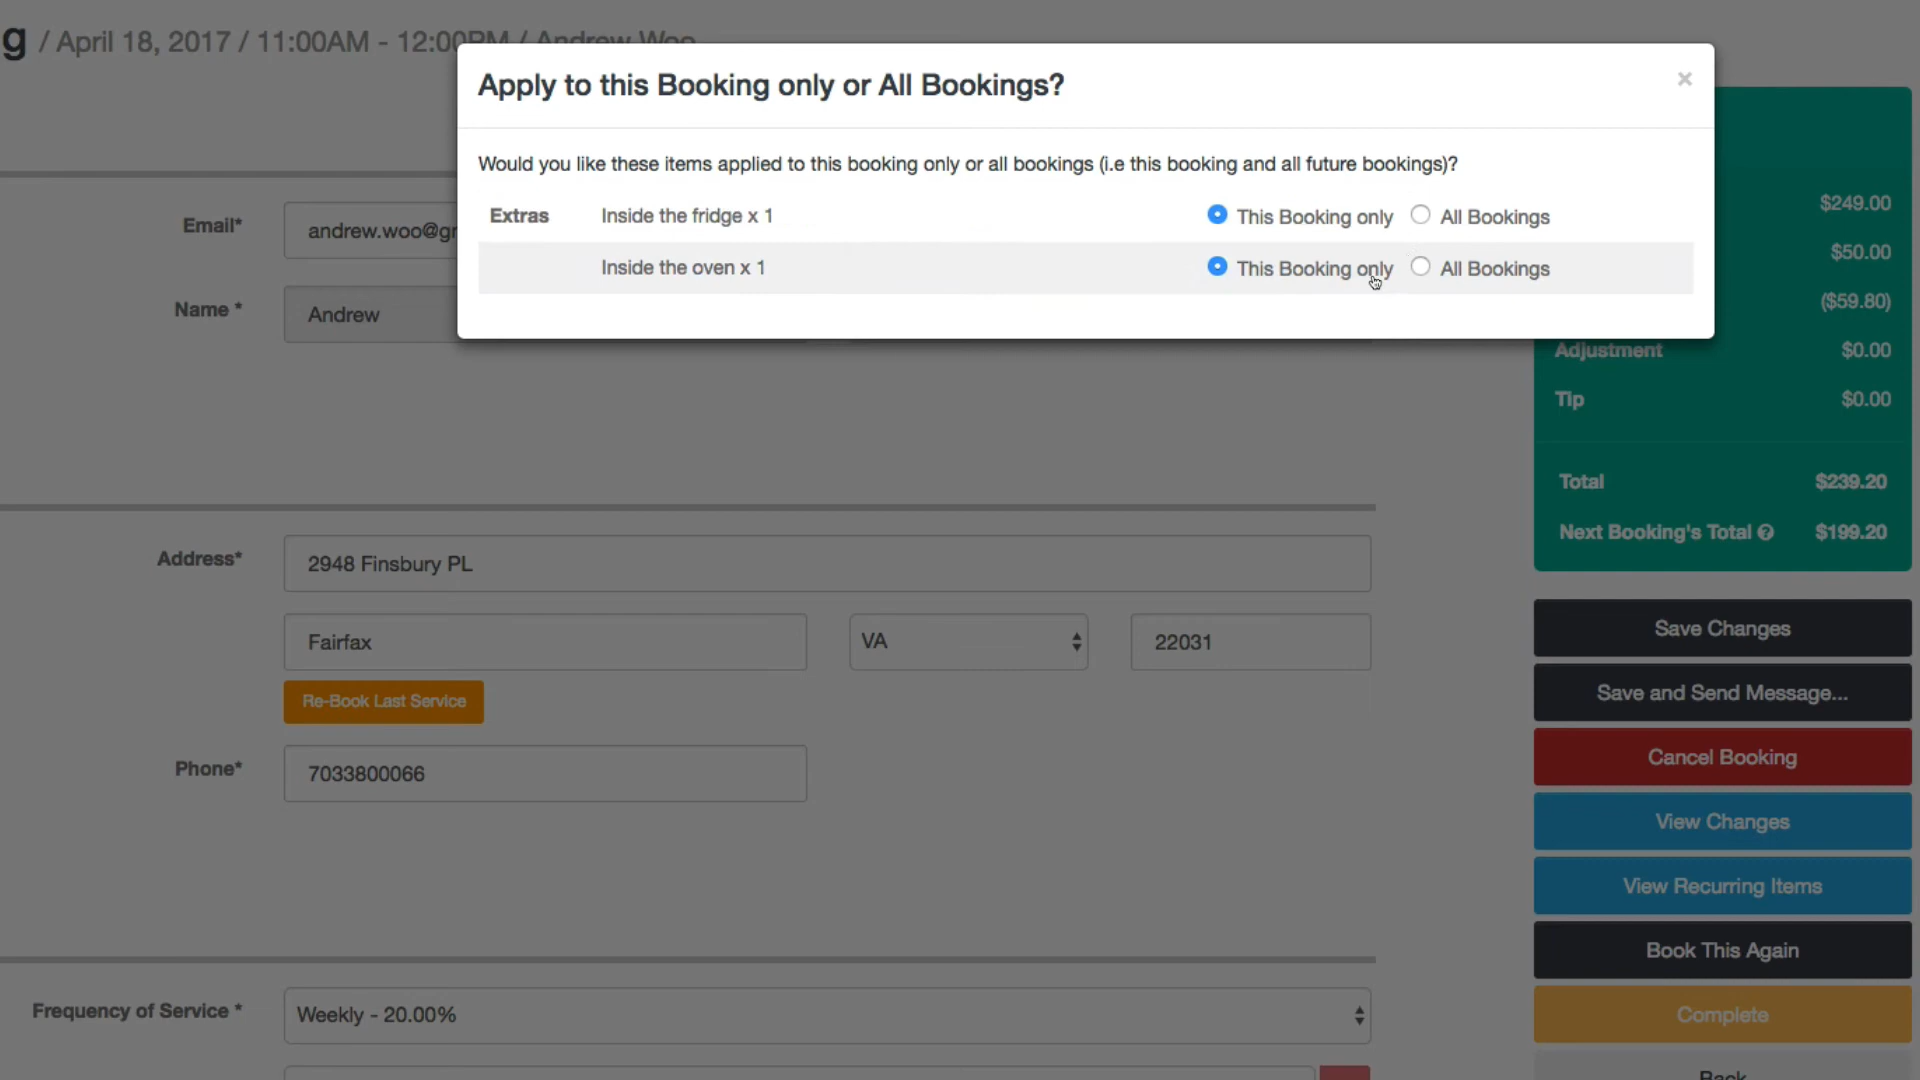 g / April 18, 2017 / 11:00AM - 12:00PM / Andrew Woo
Apply to this Booking only or All Bookings?
×
Would you like these items applied to this booking only or all bookings (i.e this booking and all future bookings)?
Extras Inside the fridge x 1 This Booking only All Bookings
Inside the oven x 1 This Booking only All Bookings
$249.00
$50.00
($59.80)
Adjustment $0.00
Tip $0.00
Total $239.20
Next Booking's Total $199.20
Email* andrew.woo@gr
Name * Andrew
Address* 2948 Finsbury PL
Fairfax VA 22031
Re-Book Last Service
Phone* 7033800066
Frequency of Service * Weekly - 20.00%
Save Changes
Save and Send Message...
Cancel Booking
View Changes
View Recurring Items
Book This Again
Complete
Back